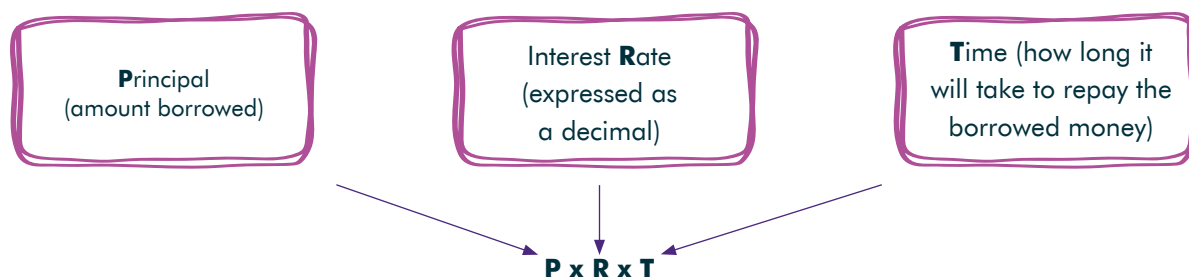 Principal
(amount borrowed)
Interest Rate
(expressed as
a decimal)
Time (how long it
will take to repay the
borrowed money)
P x R x T